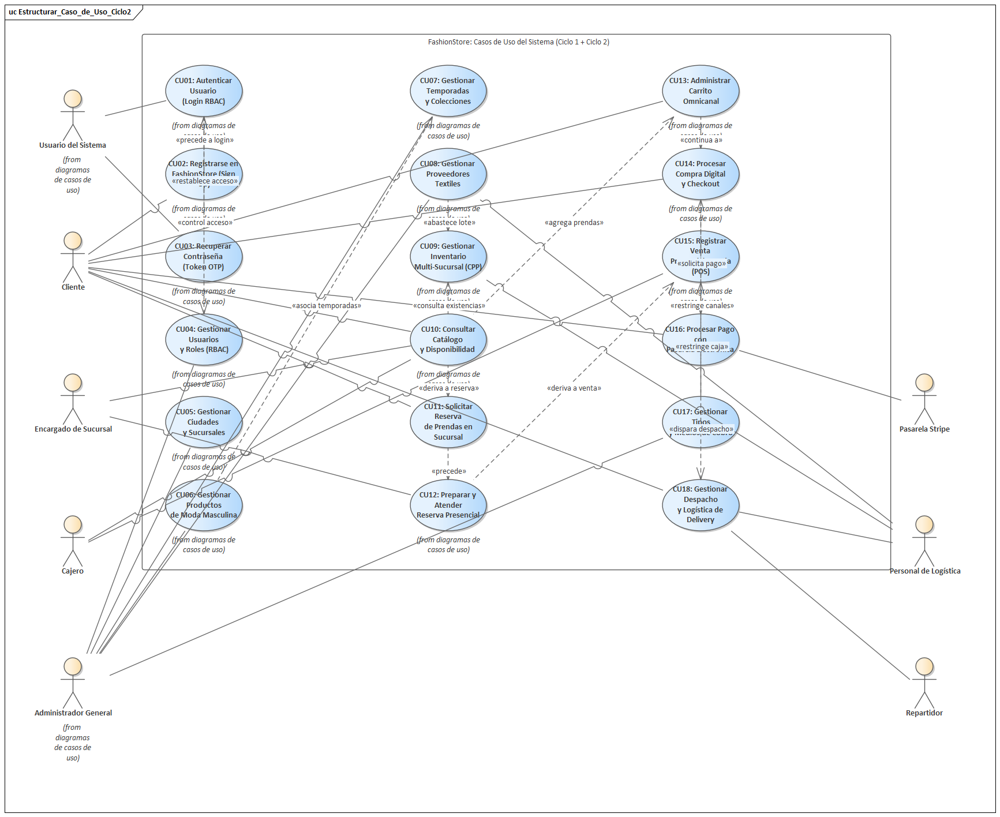 uc Estructurar_Caso_de_Uso_Ciclo2
FashionStore: Casos de Uso del Sistema (Ciclo 1 + Ciclo 2)
Usuario del Sistema
(from
diagramas
de casos de
uso)
Cliente
Encargado de Sucursal
Cajero
Administrador General
(from
diagramas
de casos de
uso)
CU01: Autenticar
Usuario
(Login RBAC)
(from diagramas de
«precede a login»
CU02: Registrarse en
FashionStore (Sign
«restablece acceso»
(from diagramas de
«control acceso»
CU03: Recuperar
Contraseña
(Token OTP)
(from diagramas de
casos de uso)
CU04: Gestionar
Usuarios
y Roles (RBAC)
(from diagramas de
casos de uso)
CU05: Gestionar
Ciudades
y Sucursales
(from diagramas de
casos de uso)
CU06: Gestionar
Productos
de Moda Masculina
(from diagramas de
casos de uso)
«asocia temporadas»
CU07: Gestionar
Temporadas
y Colecciones
(from diagramas de
casos de uso)
CU08: Gestionar
Proveedores
Textiles
(from diagramas de
«abastece lote»
CU09: Gestionar
Inventario
Multi-Sucursal (CPP)
(from diagramas de
«consulta existencias»
CU10: Consultar
Catálogo
y Disponibilidad
(from diagramas de
«deriva a reserva»
CU11: Solicitar
Reserva
de Prendas en
Sucursal
«precede»
CU12: Preparar y
Atender
Reserva Presencial
(from diagramas de
casos de uso)
«agrega prendas»
«deriva a venta»
CU13: Administrar
Carrito
Omnicanal
(from diagramas de
«continua a»
CU14: Procesar
Compra Digital
y Checkout
(from diagramas de
casos de uso)
CU15: Registrar
Venta
«solicita pago»
(POS)
(from diagramas de
«restringe canales»
CU16: Procesar Pago
con
«restringe caja»
CU17: Gestionar
Tipos
«dispara despacho»
CU18: Gestionar
Despacho
y Logística de
Delivery
Pasarela Stripe
Personal de Logística
Repartidor